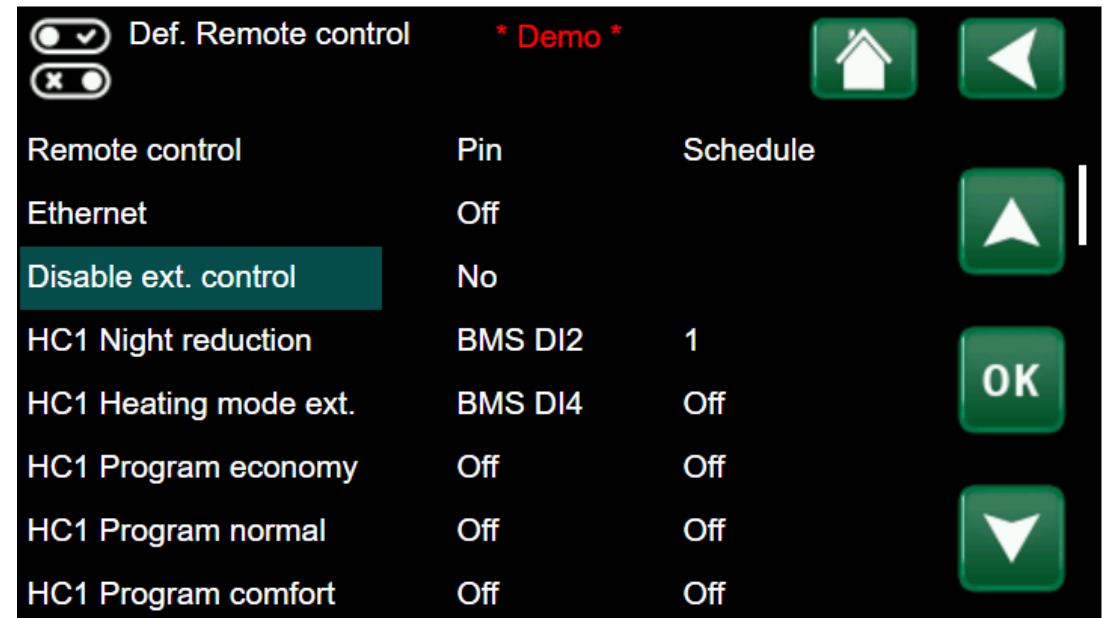 Def. Remote control * Demo *
Remote control Pin Schedule
Ethernet Off
Disable ext. control No
HC1 Night reduction BMS DI2 1
HC1 Heating mode ext. BMS DI4 Off
OK
HC1 Program economy Off Off
HC1 Program normal Off Off
HC1 Program comfort Off Off